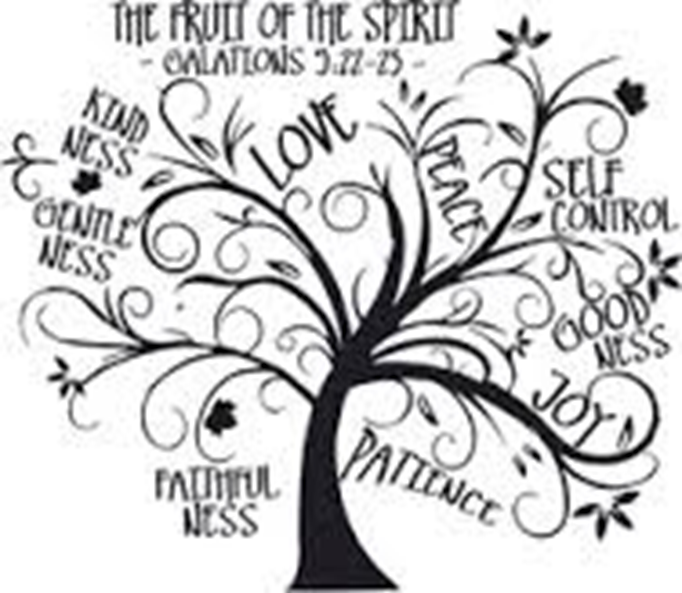 THE FRUIT OF THE SPIRIT
- GALATIONS 5:22-23 -
KIND
NESS
LOVE
PEACE
SELF
CONTROL
GENTLE
NESS
GOOD
NESS
JOY
PATIENCE
FAITHFUL
NESS